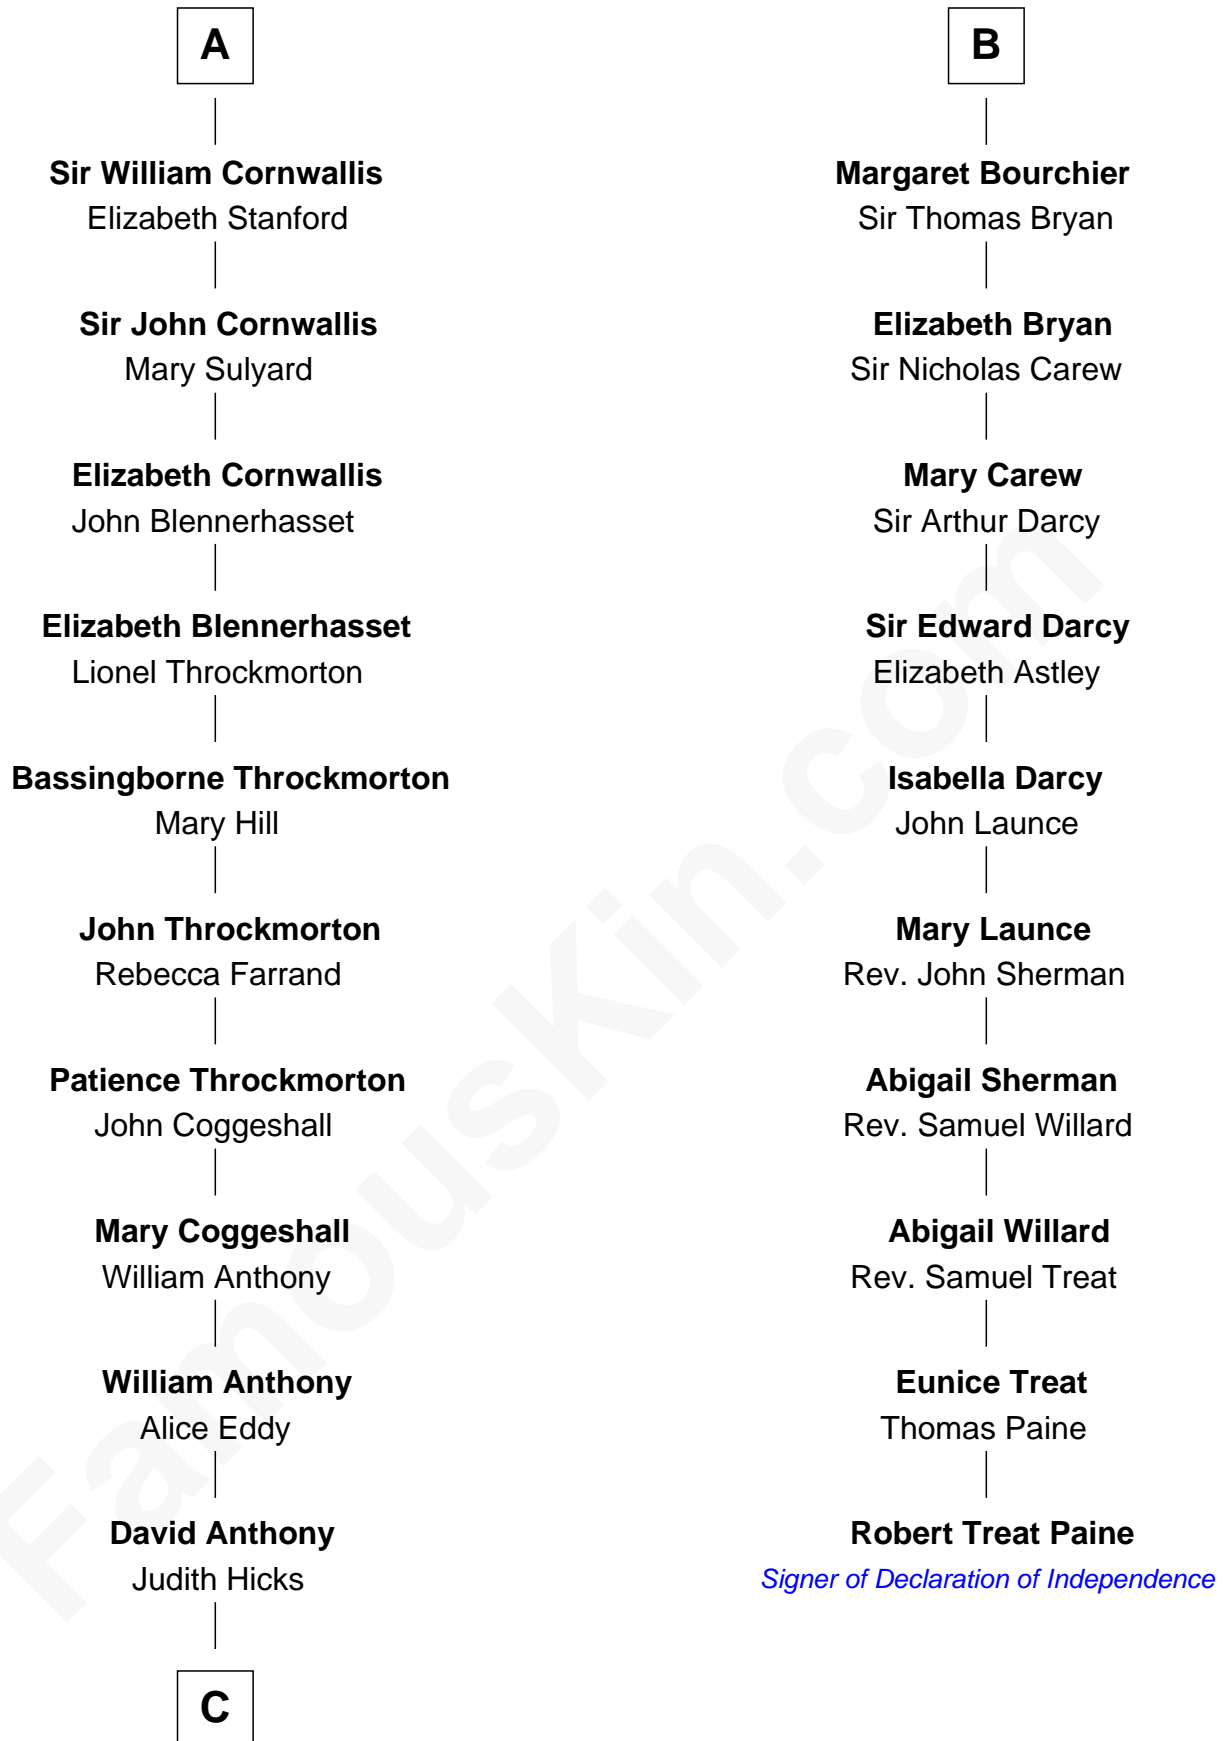 A
Sir William Cornwallis
Elizabeth Stanford
Sir John Cornwallis
Mary Sulyard
Elizabeth Cornwallis
John Blennerhasset
Elizabeth Blennerhasset
Lionel Throckmorton
Bassingborne Throckmorton
Mary Hill
John Throckmorton
Rebecca Farrand
Patience Throckmorton
John Coggeshall
Mary Coggeshall
William Anthony
William Anthony
Alice Eddy
David Anthony
Judith Hicks
C
B
Margaret Bourchier
Sir Thomas Bryan
Elizabeth Bryan
Sir Nicholas Carew
Mary Carew
Sir Arthur Darcy
Sir Edward Darcy
Elizabeth Astley
Isabella Darcy
John Launce
Mary Launce
Rev. John Sherman
Abigail Sherman
Rev. Samuel Willard
Abigail Willard
Rev. Samuel Treat
Eunice Treat
Thomas Paine
Robert Treat Paine
Signer of Declaration of Independence
FamousKin.com